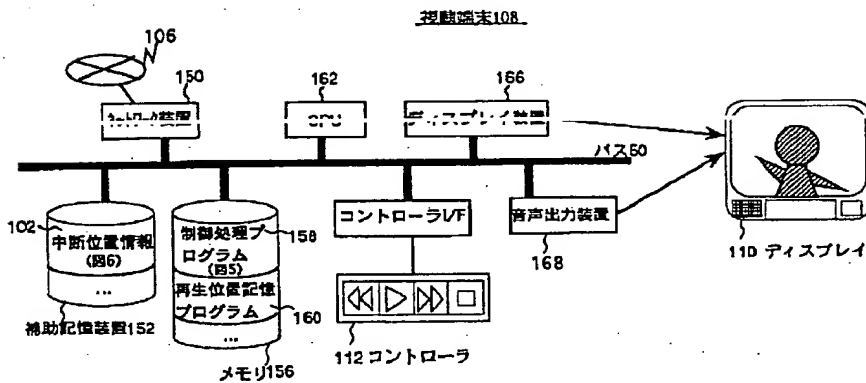 視聴端末108
106
150
ネットワーク装置
162
CPU
166
ディスプレイ装置
バス50
102
中断位置情報
(図6)
...
補助記憶装置152
制御処理プ
ログラム
(図5)
158
再生位置記憶
プログラム
160
...
メモリ156
コントローラI/F
112 コントローラ
音声出力装置
168
110 ディスプレイ